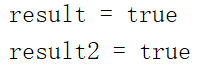 result = true
result2 = true